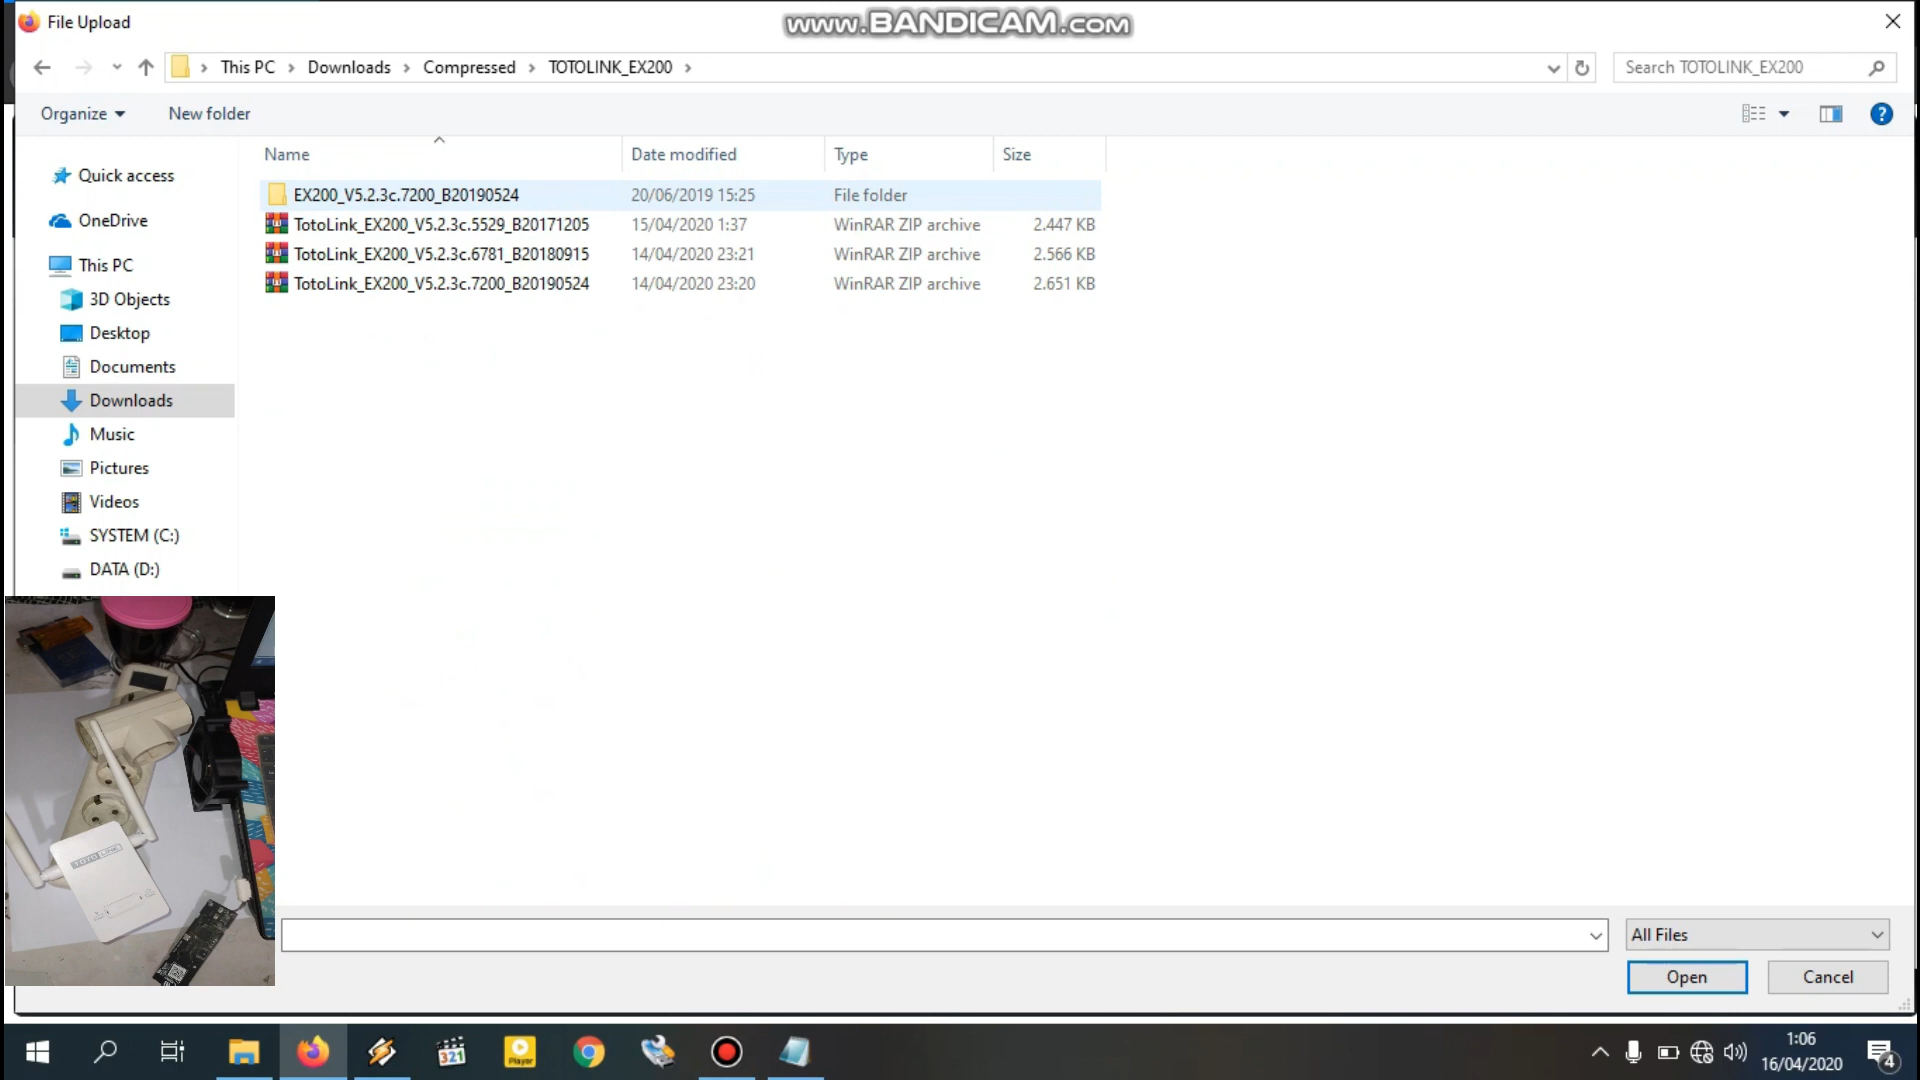 File Upload
www.BANDICAM.com
This PC
Downloads
Compressed
TOTOLINK_EX200
Search TOTOLINK_EX200
Organize
New folder
Name
Date modified
Type
Size
EX200_V5.2.3c.7200_B20190524
20/06/2019 15:25
File folder
TotoLink_EX200_V5.2.3c.5529_B20171205
15/04/2020 1:37
WinRAR ZIP archive
2.447 KB
TotoLink_EX200_V5.2.3c.6781_B20180915
14/04/2020 23:21
WinRAR ZIP archive
2.566 KB
TotoLink_EX200_V5.2.3c.7200_B20190524
14/04/2020 23:20
WinRAR ZIP archive
2.651 KB
Quick access
OneDrive
This PC
3D Objects
Desktop
Documents
Downloads
Music
Pictures
Videos
SYSTEM (C:)
DATA (D:)
TOTO LINK
All Files
Open
Cancel
321
Player
1:06
16/04/2020
4